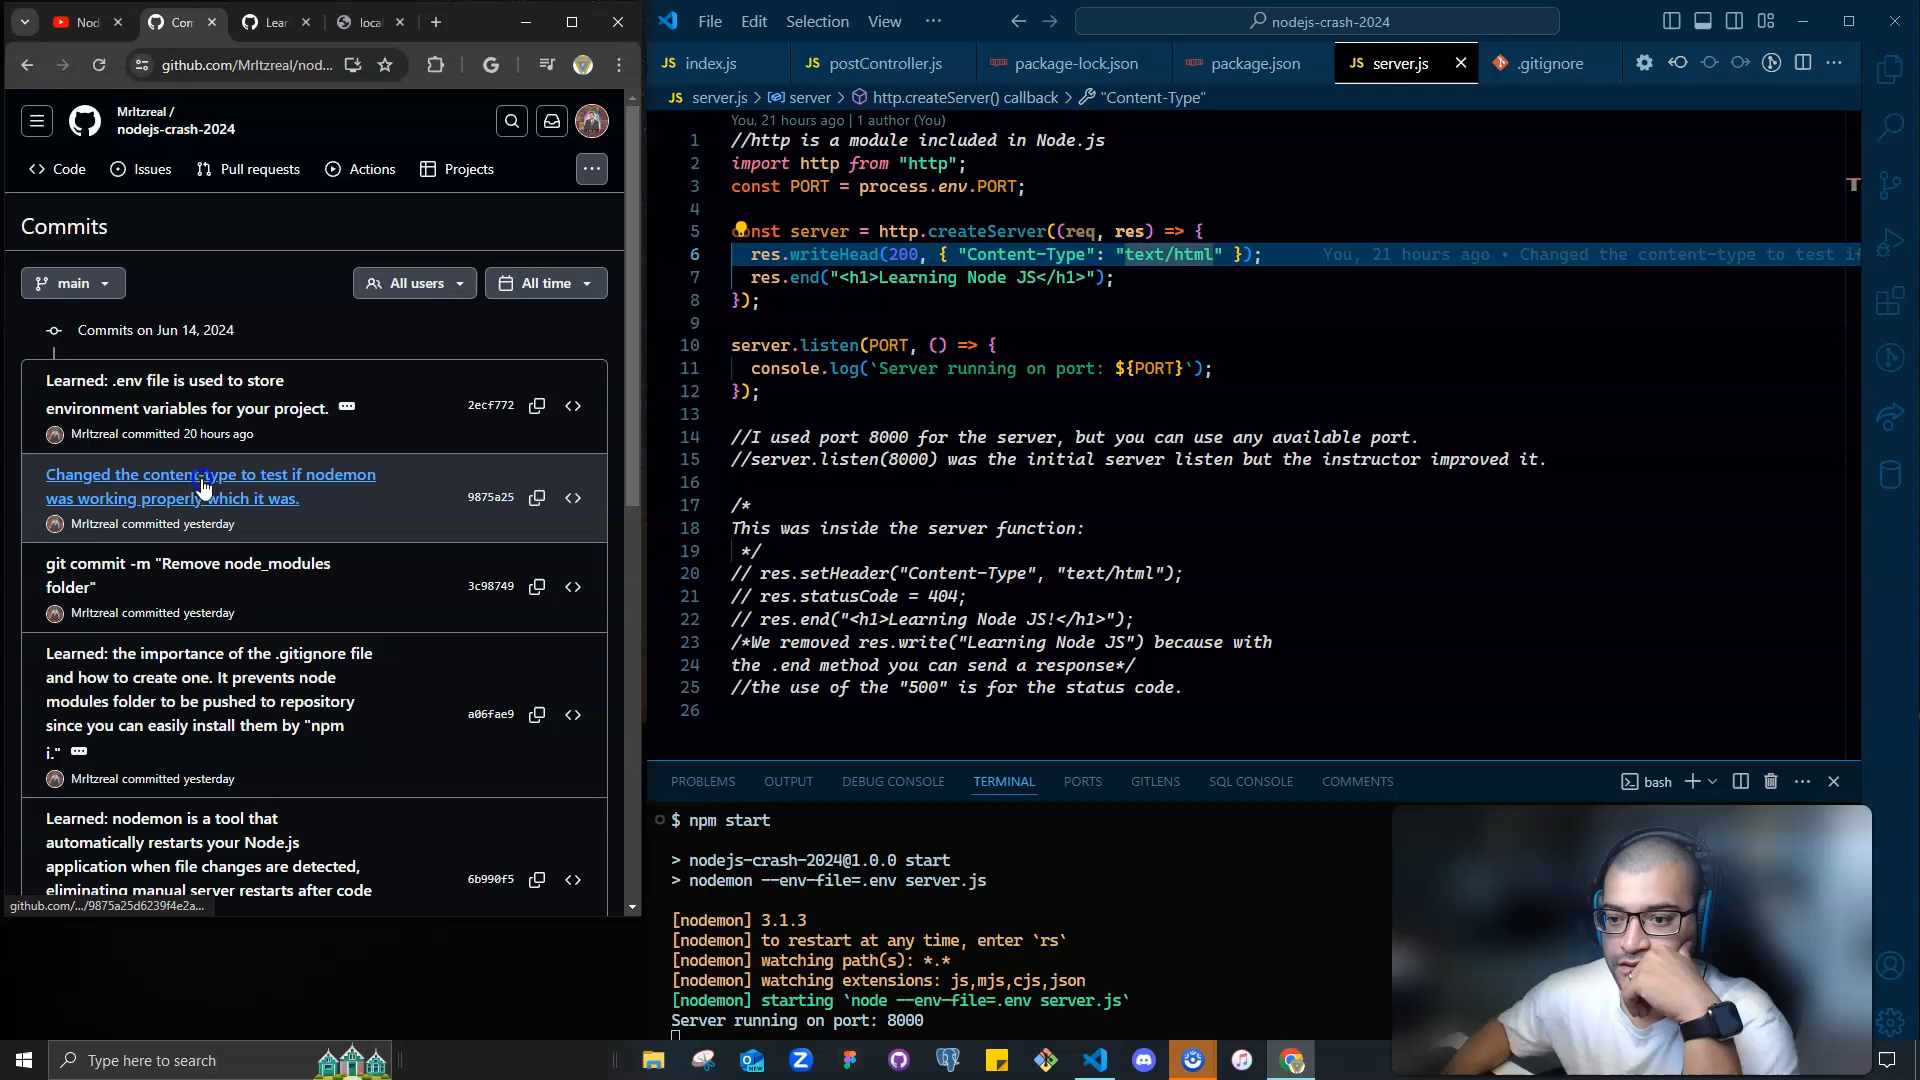 Nod
Com
Lear
loca
github.com/MrItzreal/nod...
MrItzreal /
nodejs-crash-2024
Code
Issues
Pull requests
Actions
Projects
Commits
main
All users
All time
Commits on Jun 14, 2024
Learned: .env file is used to store
environment variables for your project.
2ecf772
MrItzreal committed 20 hours ago
Changed the content-type to test if nodemon
was working properly which it was.
9875a25
MrItzreal committed yesterday
git commit -m "Remove node_modules
folder"
3c98749
MrItzreal committed yesterday
Learned: the importance of the .gitgnore file
and how to create one. It prevents node
modules folder to be pushed to repository
since you can easily install them by "npm
i."
a06fae9
MrItzreal committed yesterday
Learned: nodemon is a tool that
automatically restarts your Node.js
application when file changes are detected,
eliminating manual server restarts after code
6b990f5
github.com/.../9875a25d6239f4e2a...
File Edit Selection View
nodejs-crash-2024
JS index.js
JS postController.js
package-lock.json
package.json
JS server.js
.gitignore
JS server.js > server > http.createServer() callback > "Content-Type"
You, 21 hours ago | 1 author (You)
1 //http is a module included in Node.js
2 import http from "http";
3 const PORT = process.env.PORT;
4
5 const server = http.createServer((req, res) => {
6 res.writeHead(200, { "Content-Type": "text/html" }); You, 21 hours ago • Changed the content-type to test if
7 res.end("<h1>Learning Node JS</h1>");
8 });
9
10 server.listen(PORT, () => {
11 console.log(`Server running on port: ${PORT}`);
12 });
13
14 //I used port 8000 for the server, but you can use any available port.
15 //server.listen(8000) was the initial server listen but the instructor improved it.
16
17 /*
18 This was inside the server function:
19 */
20 // res.setHeader("Content-Type", "text/html");
21 // res.statusCode = 404;
22 // res.end("<h1>Learning Node JS!</h1>");
23 /*We removed res.write("Learning Node JS") because with
24 the .end method you can send a response*/
25 //the use of the "500" is for the status code.
26
PROBLEMS OUTPUT DEBUG CONSOLE TERMINAL PORTS GITLENS SQL CONSOLE COMMENTS
bash
$ npm start
> nodejs-crash-2024@1.0.0 start
> nodemon --env-file=.env server.js
[nodemon] 3.1.3
[nodemon] to restart at any time, enter `rs`
[nodemon] watching path(s): *.*
[nodemon] watching extensions: js,mjs,cjs,json
[nodemon] starting `node --env-file=.env server.js`
Server running on port: 8000
Type here to search